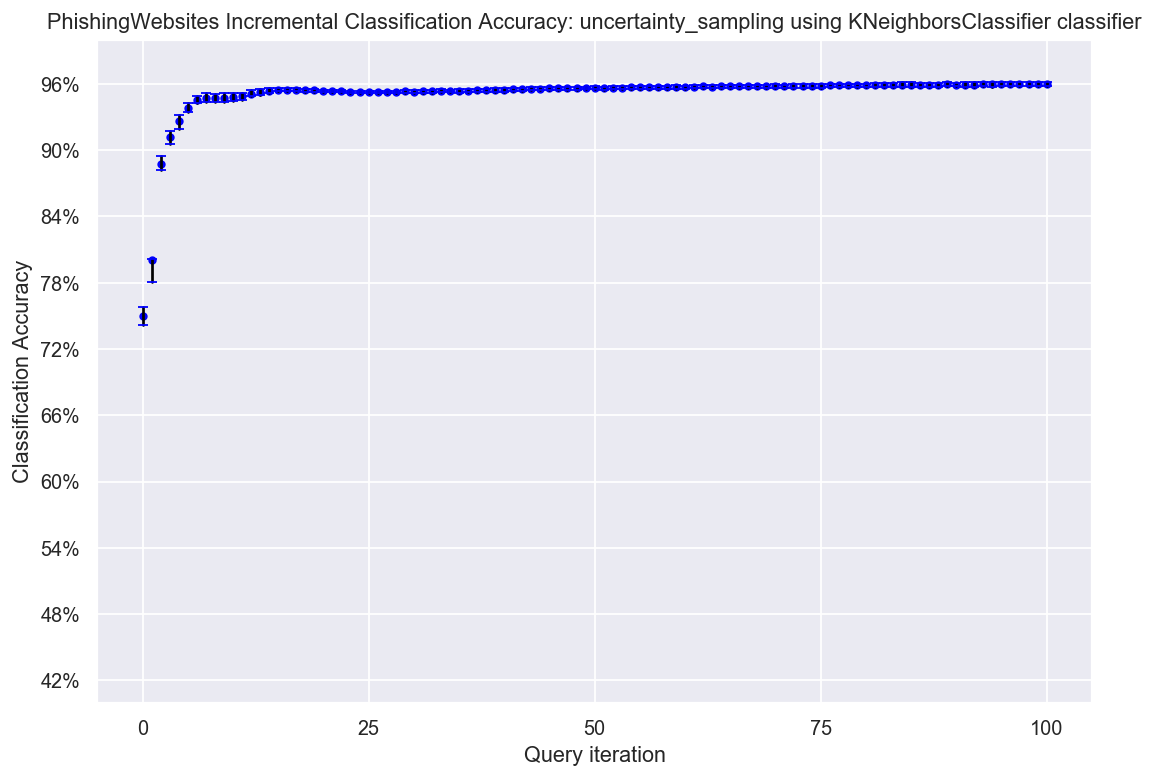 PhishingWebsites Incremental Classification Accuracy: uncertainty_sampling using KNeighborsClassifier classifier
96%
90%
84%
78%
72%
66%
60%
54%
48%
42%
Classification Accuracy
0 25 50 75 100
Query iteration